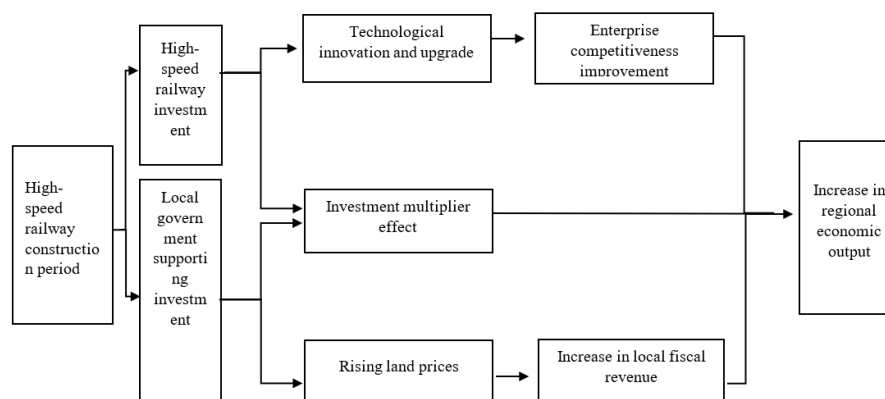 High-
speed
railway
constructio
n period
High-
speed
railway
investm
ent
Local
govern
ment
supporti
ng
investm
ent
Technological
innovation and upgrade
Enterprise
competitiveness
improvement
Investment multiplier
effect
Rising land prices
Increase in local fiscal
revenue
Increase in
regional
economic
output